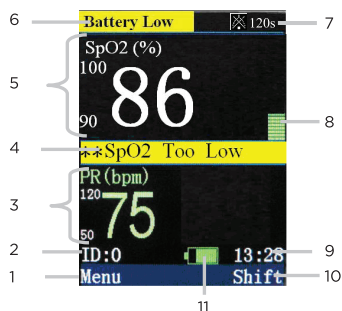 6 Battery Low 120s 7
SpO2 (%)
100
5 86
90 8
4 **SpO2 Too Low
PR(bpm)
120
3 75
50
2 ID:0 13:28 9
1 Menu Shift 10
11